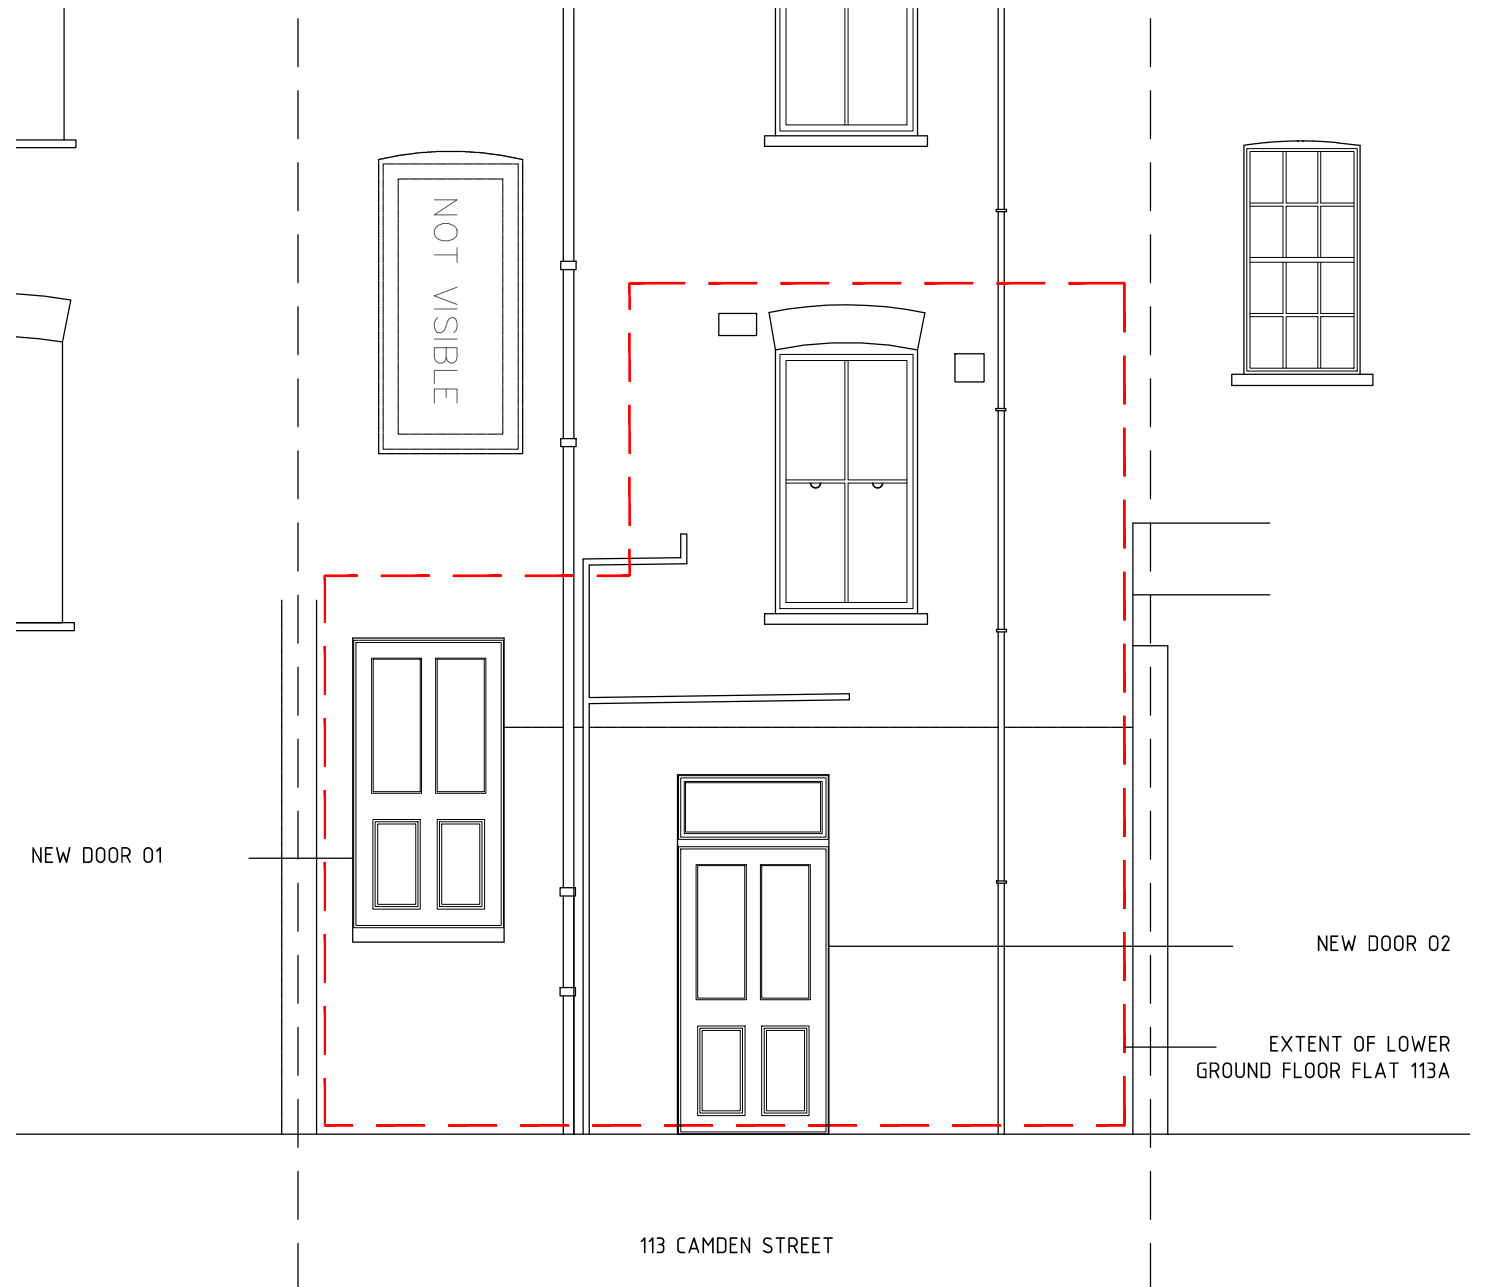 NOT VISIBLE
NEW DOOR 01
NEW DOOR 02
EXTENT OF LOWER
GROUND FLOOR FLAT 113A
113 CAMDEN STREET